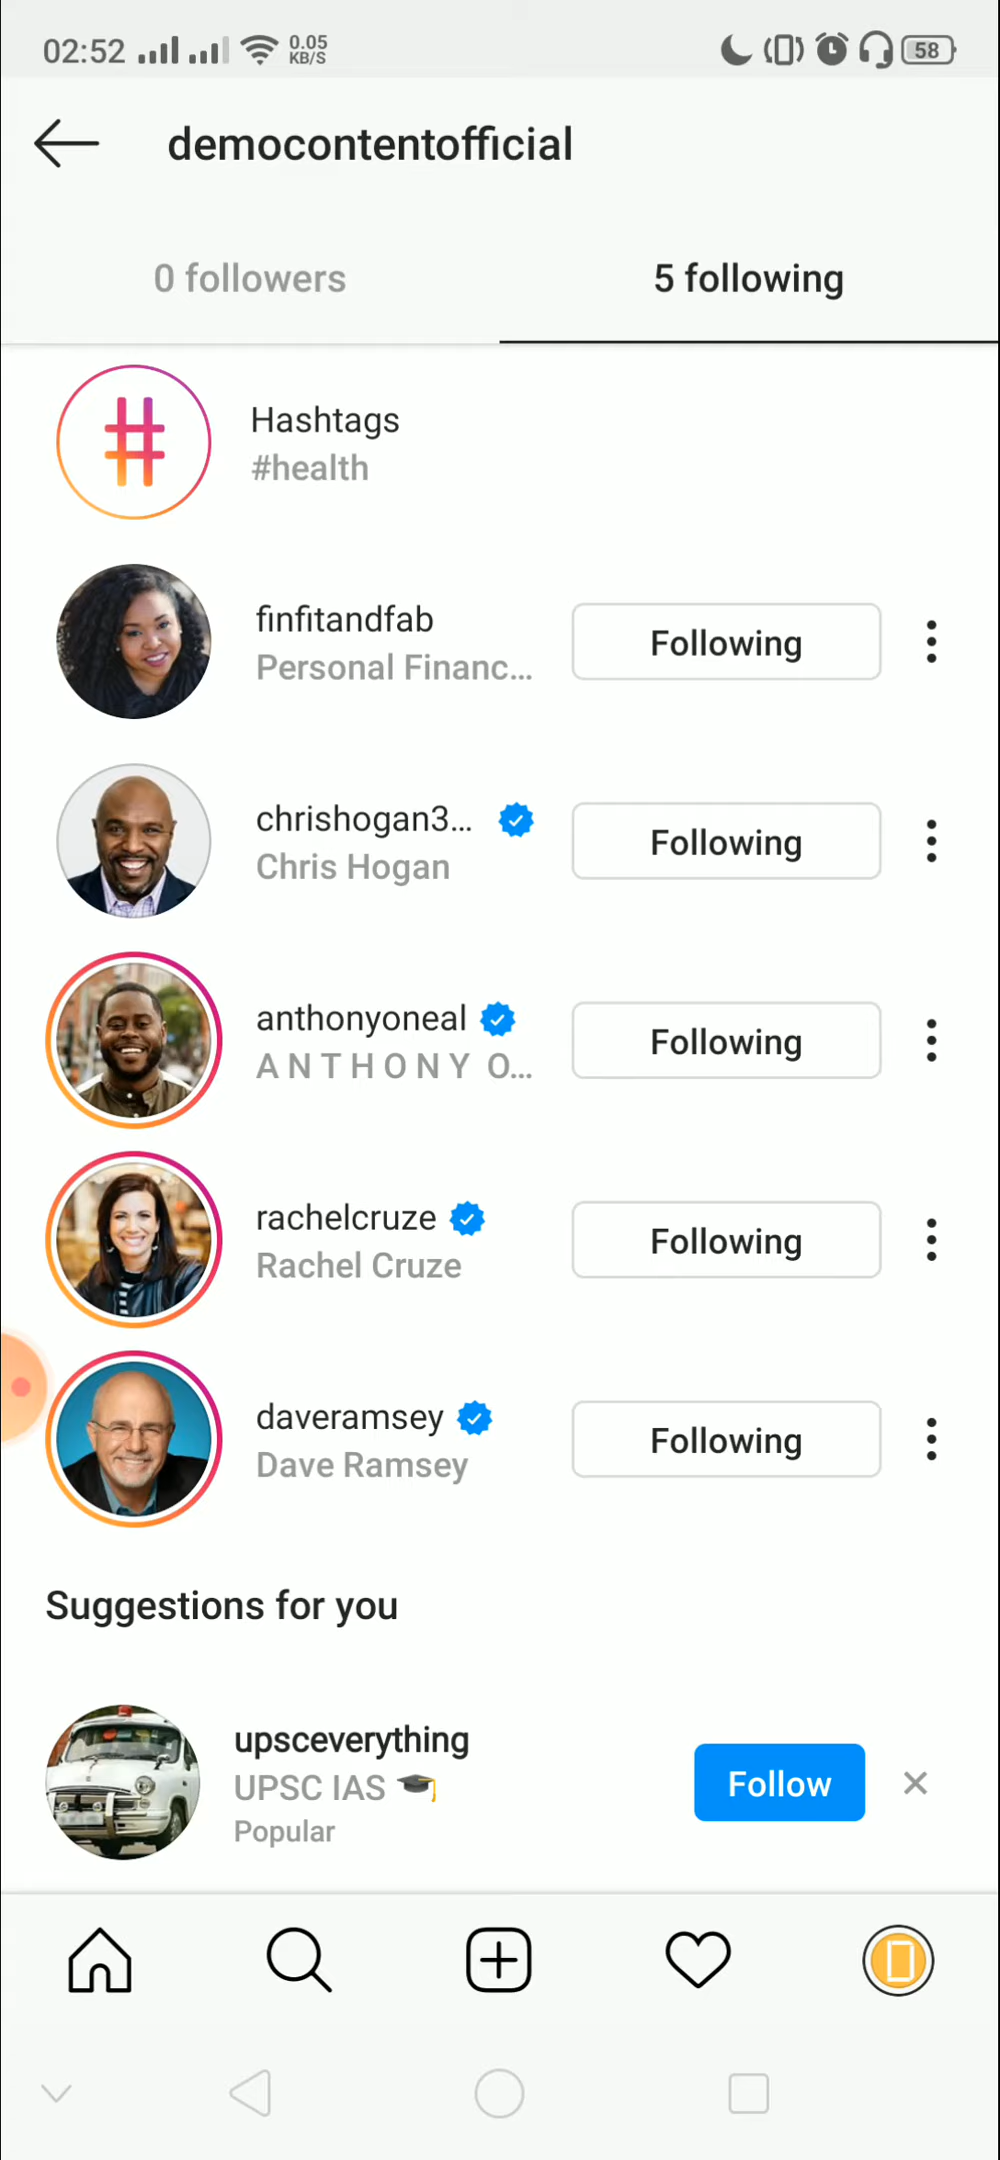 02:52 0.05 KB/S 58
democontentofficial
0 followers 5 following
Hashtags
#health
finfitandfab
Personal Financ...
Following
chrishogan3...
Chris Hogan
Following
anthonyoneal
A N T H O N Y O...
Following
rachelcruze
Rachel Cruze
Following
daveramsey
Dave Ramsey
Following
Suggestions for you
upsceverything
UPSC IAS 🎓
Popular
Follow